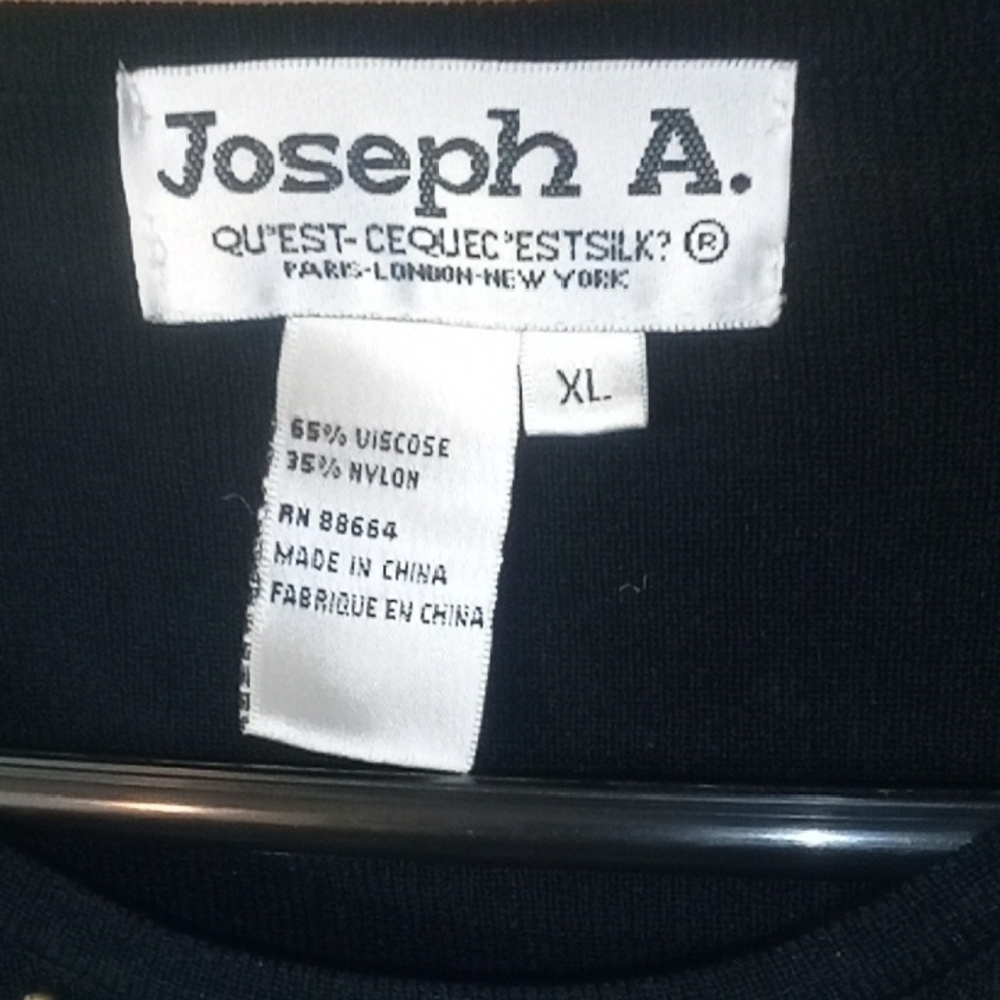 Joseph A.
QU'EST-CEQUEC'ESTSILK? ®
PARIS-LONDON-NEW YORK
XL
65% VISCOSE
35% NYLON
RN 88664
MADE IN CHINA
FABRIQUE EN CHINA